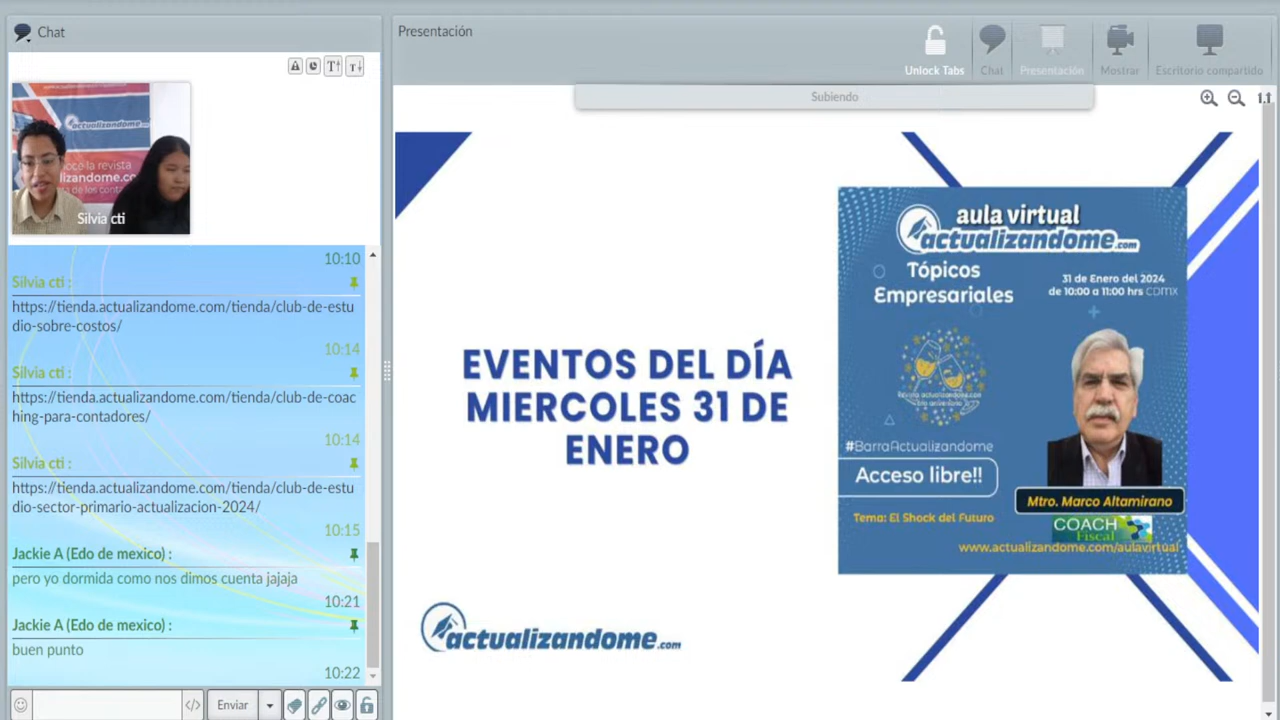 Chat
Silvia cti
10:10
Silvia cti :
https://tienda.actualizandome.com/tienda/club-de-estu
dio-sobre-costos/
10:14
Silvia cti :
https://tienda.actualizandome.com/tienda/club-de-coac
hing-para-contadores/
10:14
Silvia cti :
https://tienda.actualizandome.com/tienda/club-de-estu
dio-sector-primario-actualizacion-2024/
10:15
Jackie A (Edo de mexico) :
pero yo dormida como nos dimos cuenta jajaja
10:21
Jackie A (Edo de mexico) :
buen punto
10:22
Enviar
Presentación
Unlock Tabs
Chat
Presentación
Mostrar
Escritorio compartido
Subiendo
EVENTOS DEL DÍA
MIERCOLES 31 DE
ENERO
actualizandome.com
aula virtual
actualizandome.com
Tópicos
Empresariales
31 de Enero del 2024
de 10:00 a 11:00 hrs CDMX
#BarraActualizandome
Acceso libre!!
Mtro. Marco Altamirano
Tema: El Shock del Futuro
COACH
Fiscal
www.actualizandome.com/aulavirtual